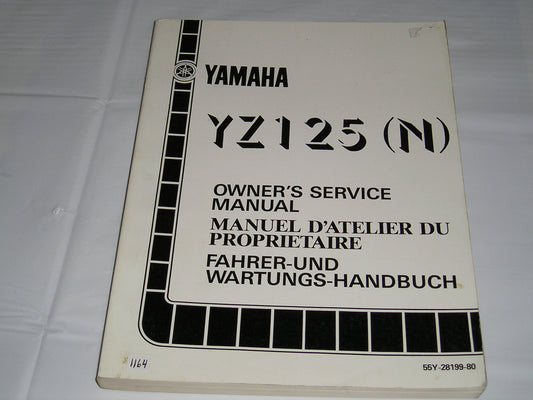 YAMAHA
YZ125 (N)
OWNER'S SERVICE
MANUAL
MANUEL D'ATELIER DU
PROPRIETAIRE
FAHRER-UND
WARTUNGS-HANDBUCH
1164
55Y-28199-80